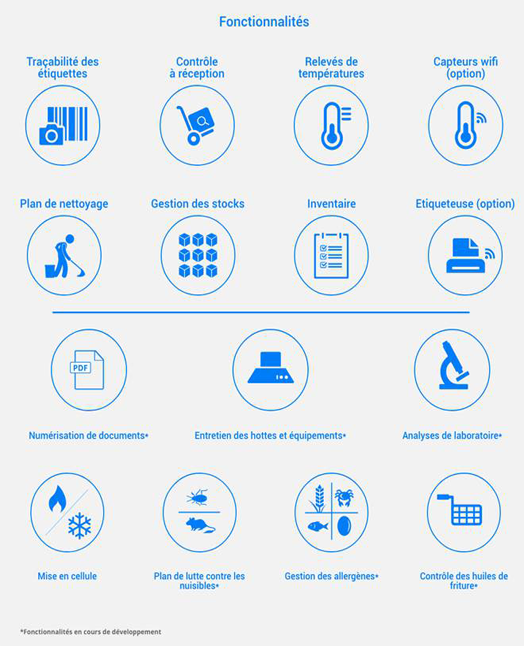 Fonctionnalités
Traçabilité des
étiquettes
Contrôle
à réception
Relevés de
températures
Capteurs wifi
(option)
Plan de nettoyage
Gestion des stocks
Inventaire
Etiqueteuse (option)
PDF
Numérisation de documents*
Entretien des hottes et équipements*
Analyses de laboratoire*
Mise en cellule
Plan de lutte contre les
nuisibles*
Gestion des allergènes*
Contrôle des huiles de
friture*
*Fonctionnalités en cours de développement